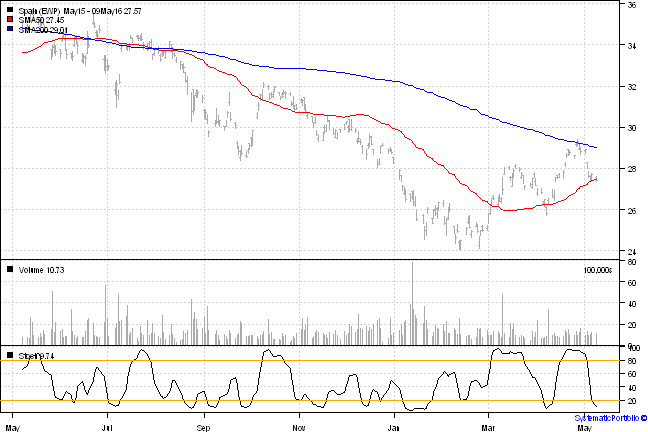 Spain (EWP) May15 - 09May16 27.57
SMA50 27.45
SMA200 29.01
36
34
32
30
28
26
24
Volume 10.73
100,000s
80
60
40
20
0
9.74
100
80
60
40
20
May
Jul
Sep
Nov
Jan
Mar
May
SystematicPortfolio ©